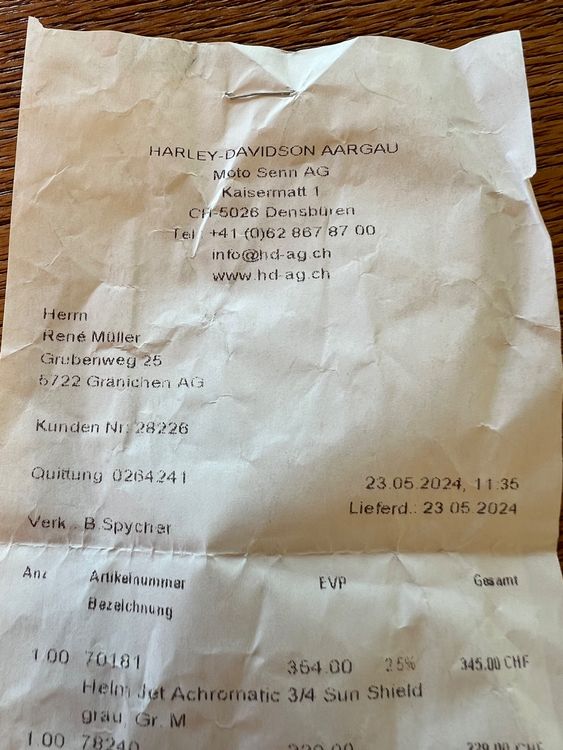 HARLEY-DAVIDSON AARGAU
Moto Senn AG
Kaisermatt 1
CH-5026 Densbüren
Tel. +41 (0)62 867 87 00
info@hd-ag.ch
www.hd-ag.ch
Herrn
René Müller
Grubenweg 25
5722 Gränichen AG
Kunden Nr: 28226
Quittung 0264241 23.05.2024, 11:35
Lieferd.: 23.05.2024
Verk.: B.Spycher
Anz Artikelnummer EVP Gesamt
Bezeichnung
1.00 70181 354.00 2.5% 345.00 CHF
Helm Jet Achromatic 3/4 Sun Shield
grau, Gr. M
1.00 78240